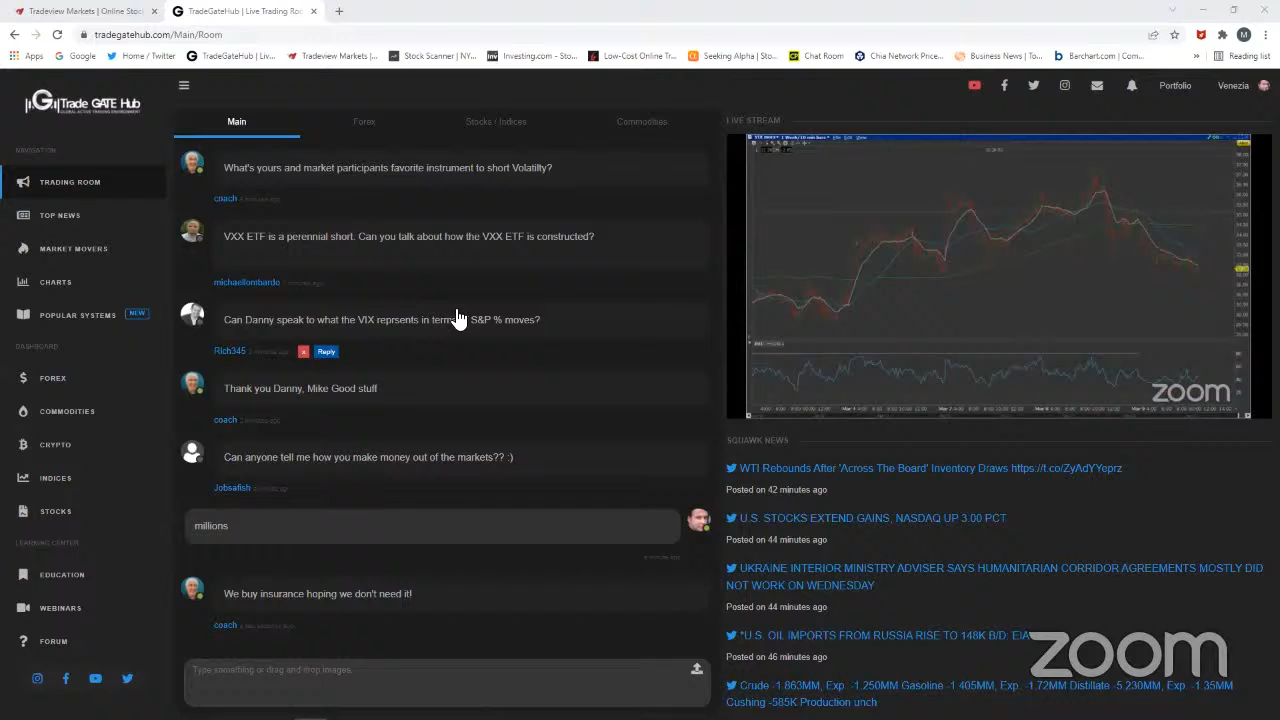 Tradeview Markets | Online Stoc
TradeGateHub | Live Trading Roo
tradegatehub.com/Main/Room
Apps
Google
Home / Twitter
TradeGateHub | Liv...
Tradeview Markets |...
Stock Scanner | NY...
Investing.com - Sto...
Low-Cost Online Tr...
Seeking Alpha | Sto...
Chat Room
Chia Network Price...
Business News | To...
Barchart.com | Com...
Reading list
Trade GATE Hub
GLOBAL ACTIVE TRADING ENVIRONMENT
Portfolio
Venezia
NAVIGATION
TRADING ROOM
TOP NEWS
MARKET MOVERS
CHARTS
POPULAR SYSTEMS NEW
DASHBOARD
FOREX
COMMODITIES
CRYPTO
INDICES
STOCKS
LEARNING CENTER
EDUCATION
WEBINARS
FORUM
Main
Forex
Stocks / Indices
Commodities
What's yours and market participants favorite instrument to short Volatilty?
coach
VXX ETF is a perennial short. Can you talk about how the VXX ETF is constructed?
michaellombardo
Can Danny speak to what the VIX reprsents in terms S&P % moves?
Rich345
x
Reply
Thank you Danny, Mike Good stuff
coach
Can anyone tell me how you make money out of the markets?? :)
Jobsafish
millions
We buy insurance hoping we don't need it!
coach
Type something or drag and drop images.
LIVE STREAM
zoom
SQUAWK NEWS
WTI Rebounds After 'Across The Board' Inventory Draws https://t.co/ZyAdYYeprz
Posted on 42 minutes ago
U.S. STOCKS EXTEND GAINS, NASDAQ UP 3.00 PCT
Posted on 44 minutes ago
UKRAINE INTERIOR MINISTRY ADVISER SAYS HUMANITARIAN CORRIDOR AGREEMENTS MOSTLY DID
NOT WORK ON WEDNESDAY
Posted on 44 minutes ago
*U.S. OIL IMPORTS FROM RUSSIA RISE TO 148K B/D: EIA
Posted on 46 minutes ago
Crude -1.863MM, Exp. -1.250MM Gasoline -1.405MM, Exp. -1.72MM Distillate -5.230MM, Exp. -1.35MM
Cushing -585K Production unch
zoom